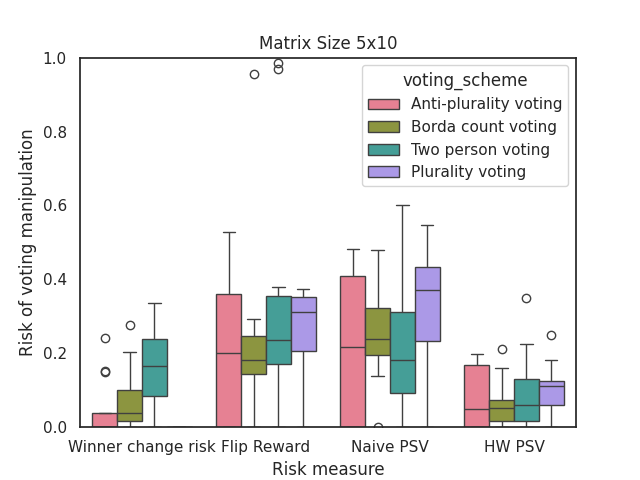 Matrix Size 5x10
Risk of voting manipulation
1.0
0.8
0.6
0.4
0.2
0.0
voting_scheme
Anti-plurality voting
Borda count voting
Two person voting
Plurality voting
Winner change risk Flip Reward Naive PSV HW PSV
Risk measure